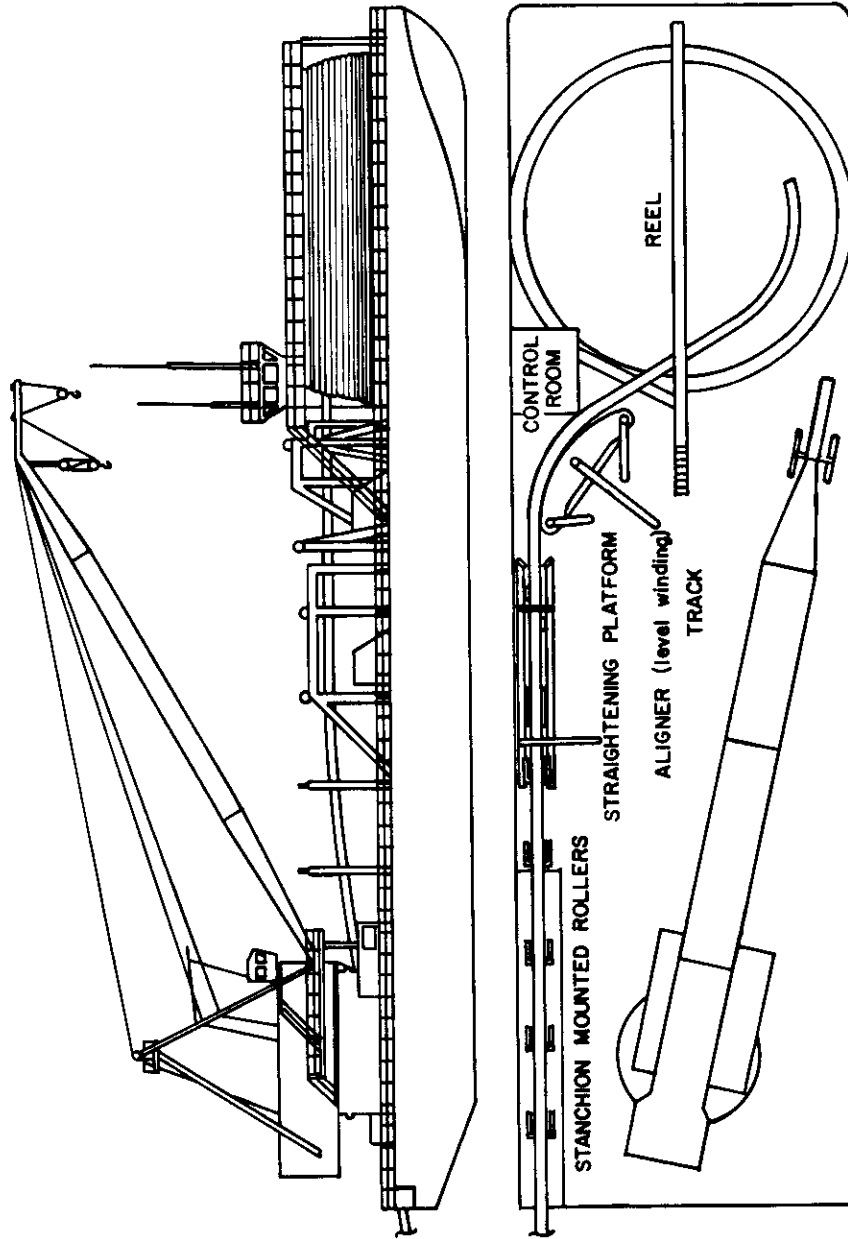 CONTROL
ROOM
REEL
STANCHION MOUNTED ROLLERS
STRAIGHTENING PLATFORM
ALIGNER (level winding)
TRACK